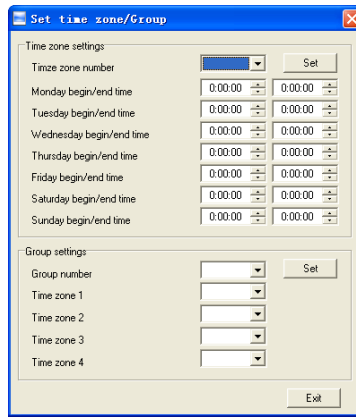 Set time zone/Group
Time zone settings
Timze zone number Set
Monday begin/end time 0:00:00 0:00:00
Tuesday begin/end time 0:00:00 0:00:00
Wednesday begin/end time 0:00:00 0:00:00
Thursday begin/end time 0:00:00 0:00:00
Friday begin/end time 0:00:00 0:00:00
Saturday begin/end time 0:00:00 0:00:00
Sunday begin/end time 0:00:00 0:00:00
Group settings
Group number Set
Time zone 1
Time zone 2
Time zone 3
Time zone 4
Exit